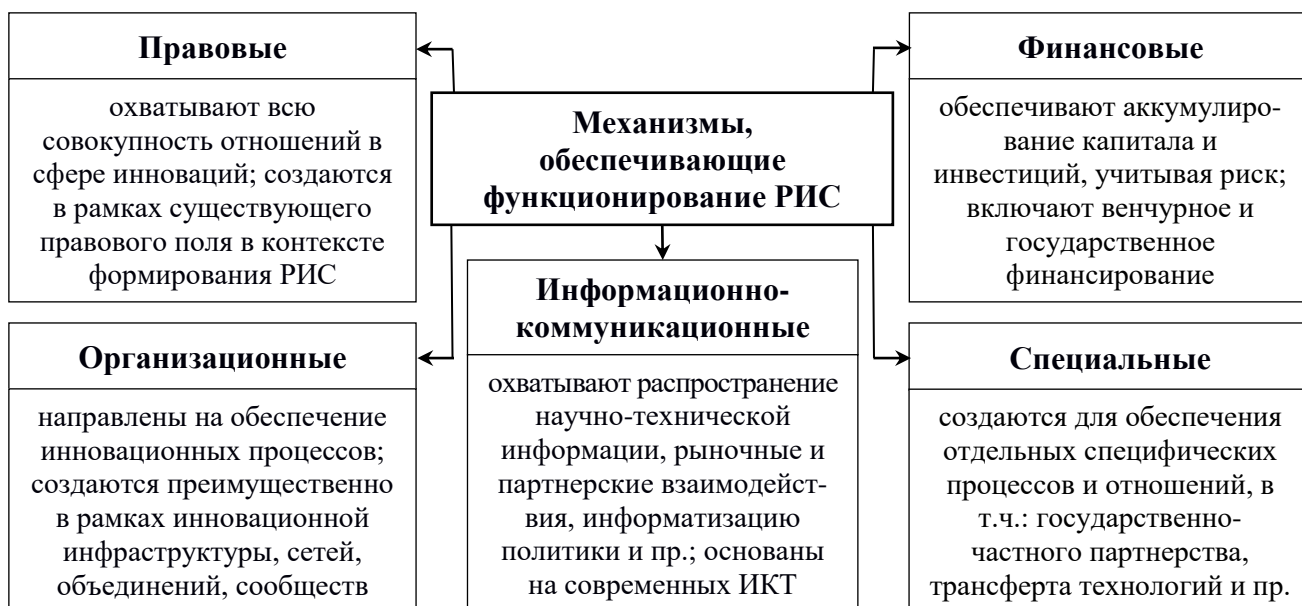 Правовые
охватывают всю
совокупность отношений в
сфере инноваций; создаются
в рамках существующего
правового поля в контексте
формирования РИС
Механизмы,
обеспечивающие
функционирование РИС
Финансовые
обеспечивают аккумулиро-
вание капитала и
инвестиций, учитывая риск;
включают венчурное и
государственное
финансирование
Организационные
направлены на обеспечение
инновационных процессов;
создаются преимущественно
в рамках инновационной
инфраструктуры, сетей,
объединений, сообществ
Информационно-
коммуникационные
охватывают распространение
научно-технической
информации, рыночные и
партнерские взаимодейст-
вия, информатизацию
политики и пр.; основаны
на современных ИКТ
Специальные
создаются для обеспечения
отдельных специфических
процессов и отношений, в
т.ч.: государственно-
частного партнерства,
трансферта технологий и пр.